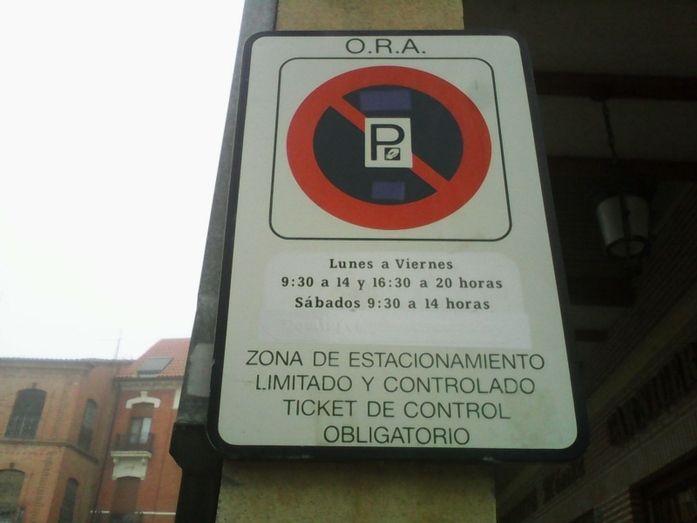 O.R.A.
P
Lunes a Viernes
9:30 a 14 y 16:30 a 20 horas
Sábados 9:30 a 14 horas
ZONA DE ESTACIONAMIENTO
LIMITADO Y CONTROLADO
TICKET DE CONTROL
OBLIGATORIO